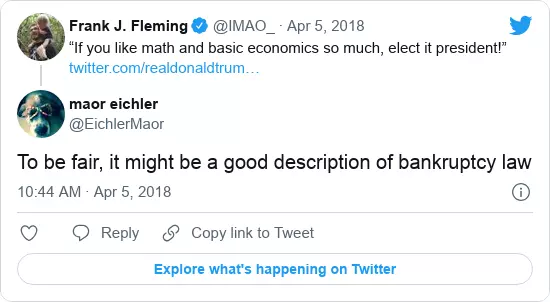 Frank J. Fleming @IMAO_ · Apr 5, 2018
“If you like math and basic economics so much, elect it president!”
twitter.com/realdonaldtrum…
maor eichler
@EichlerMaor
To be fair, it might be a good description of bankruptcy law
10:44 AM · Apr 5, 2018
Reply Copy link to Tweet
Explore what's happening on Twitter